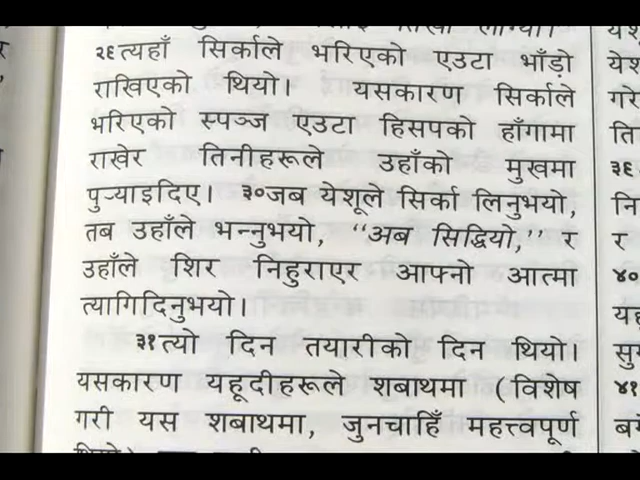 २९त्यहाँ सिर्काले भरिएको एउटा भाँड़ो
राखिएको थियो। यसकारण सिर्काले
भरिएको स्पञ्ज एउटा हिसपको हाँगामा
राखेर तिनीहरूले उहाँको मुखमा
पुर्‍याइदिए। ३०जब येशूले सिर्का लिनुभयो,
तब उहाँले भन्नुभयो, “अब सिद्धियो,” र
उहाँले शिर निहुराएर आफ्नो आत्मा
त्यागिदिनुभयो।
३१त्यो दिन तयारीको दिन थियो।
यसकारण यहूदीहरूले शबाथमा (विशेष
गरी यस शबाथमा, जुनचाहिँ महत्त्वपूर्ण